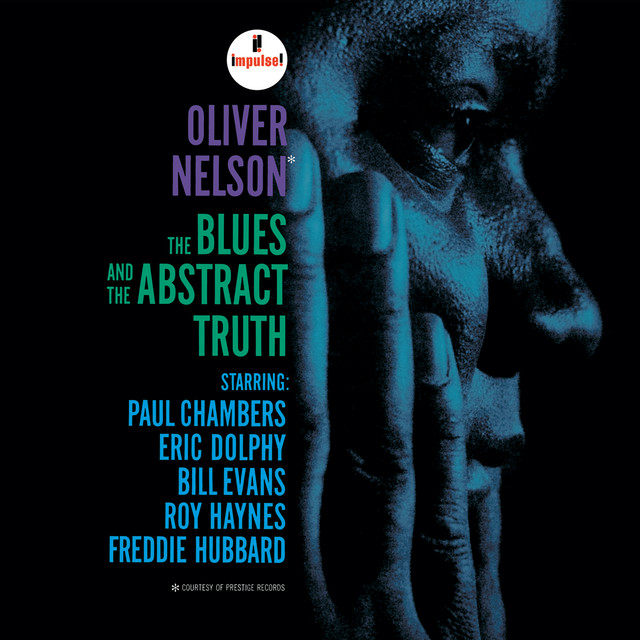 impulse!
OLIVER
NELSON*
THE BLUES
AND THE ABSTRACT
TRUTH
STARRING:
PAUL CHAMBERS
ERIC DOLPHY
BILL EVANS
ROY HAYNES
FREDDIE HUBBARD
* COURTESY OF PRESTIGE RECORDS